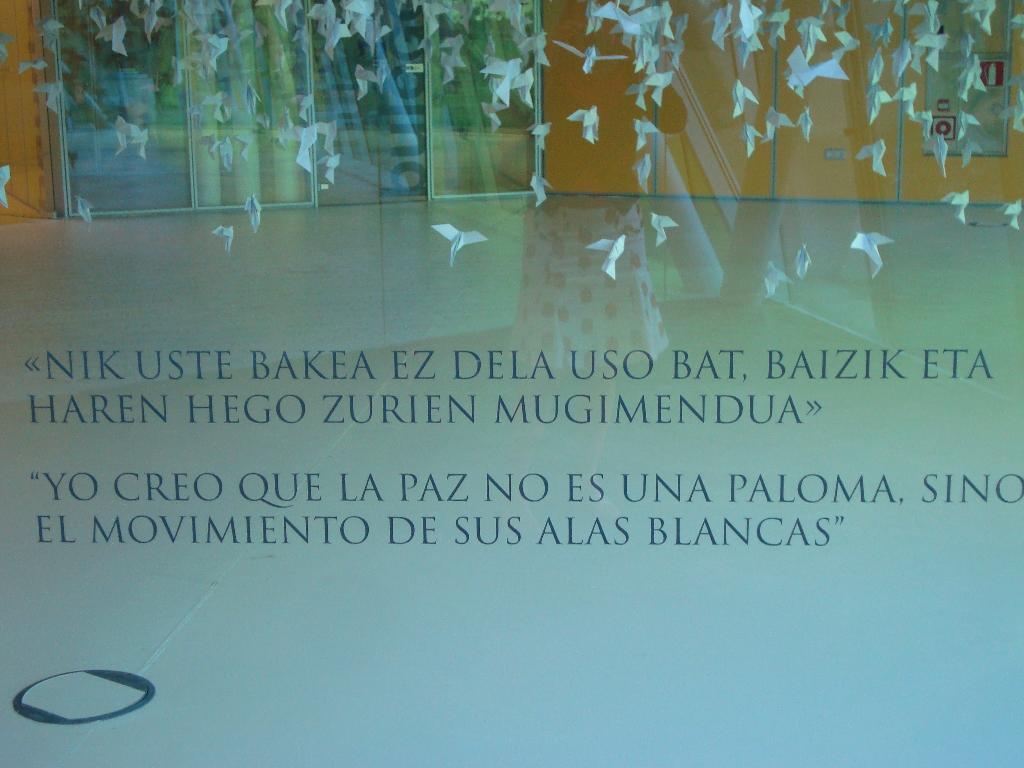 «NIK USTE BAKEA EZ DELA USO BAT, BAIZIK ETA
HAREN HEGO ZURIEN MUGIMENDUA»
“YO CREO QUE LA PAZ NO ES UNA PALOMA, SINO
EL MOVIMIENTO DE SUS ALAS BLANCAS”